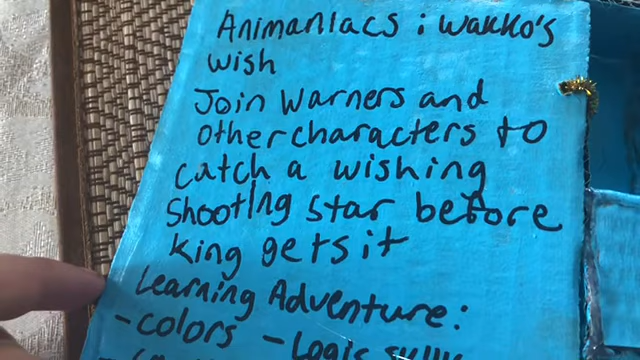 Animaniacs : Wakko's
wish
Join Warners and
other characters to
catch a wishing
Shooting star before
king gets it
Learning Adventure:
- colors - Logic skills